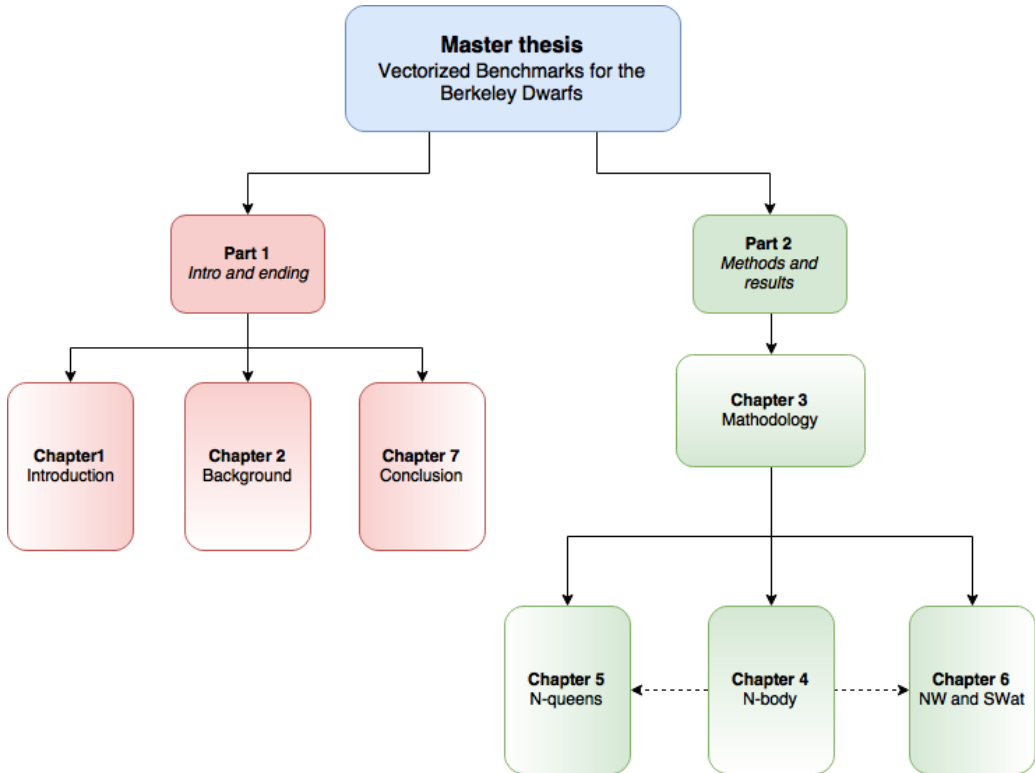 Master thesis
Vectorized Benchmarks for the
Berkeley Dwarfs
Part 1
Intro and ending
Part 2
Methods and
results
Chapter1
Introduction
Chapter 2
Background
Chapter 7
Conclusion
Chapter 3
Mathodology
Chapter 5
N-queens
Chapter 4
N-body
Chapter 6
NW and SWat